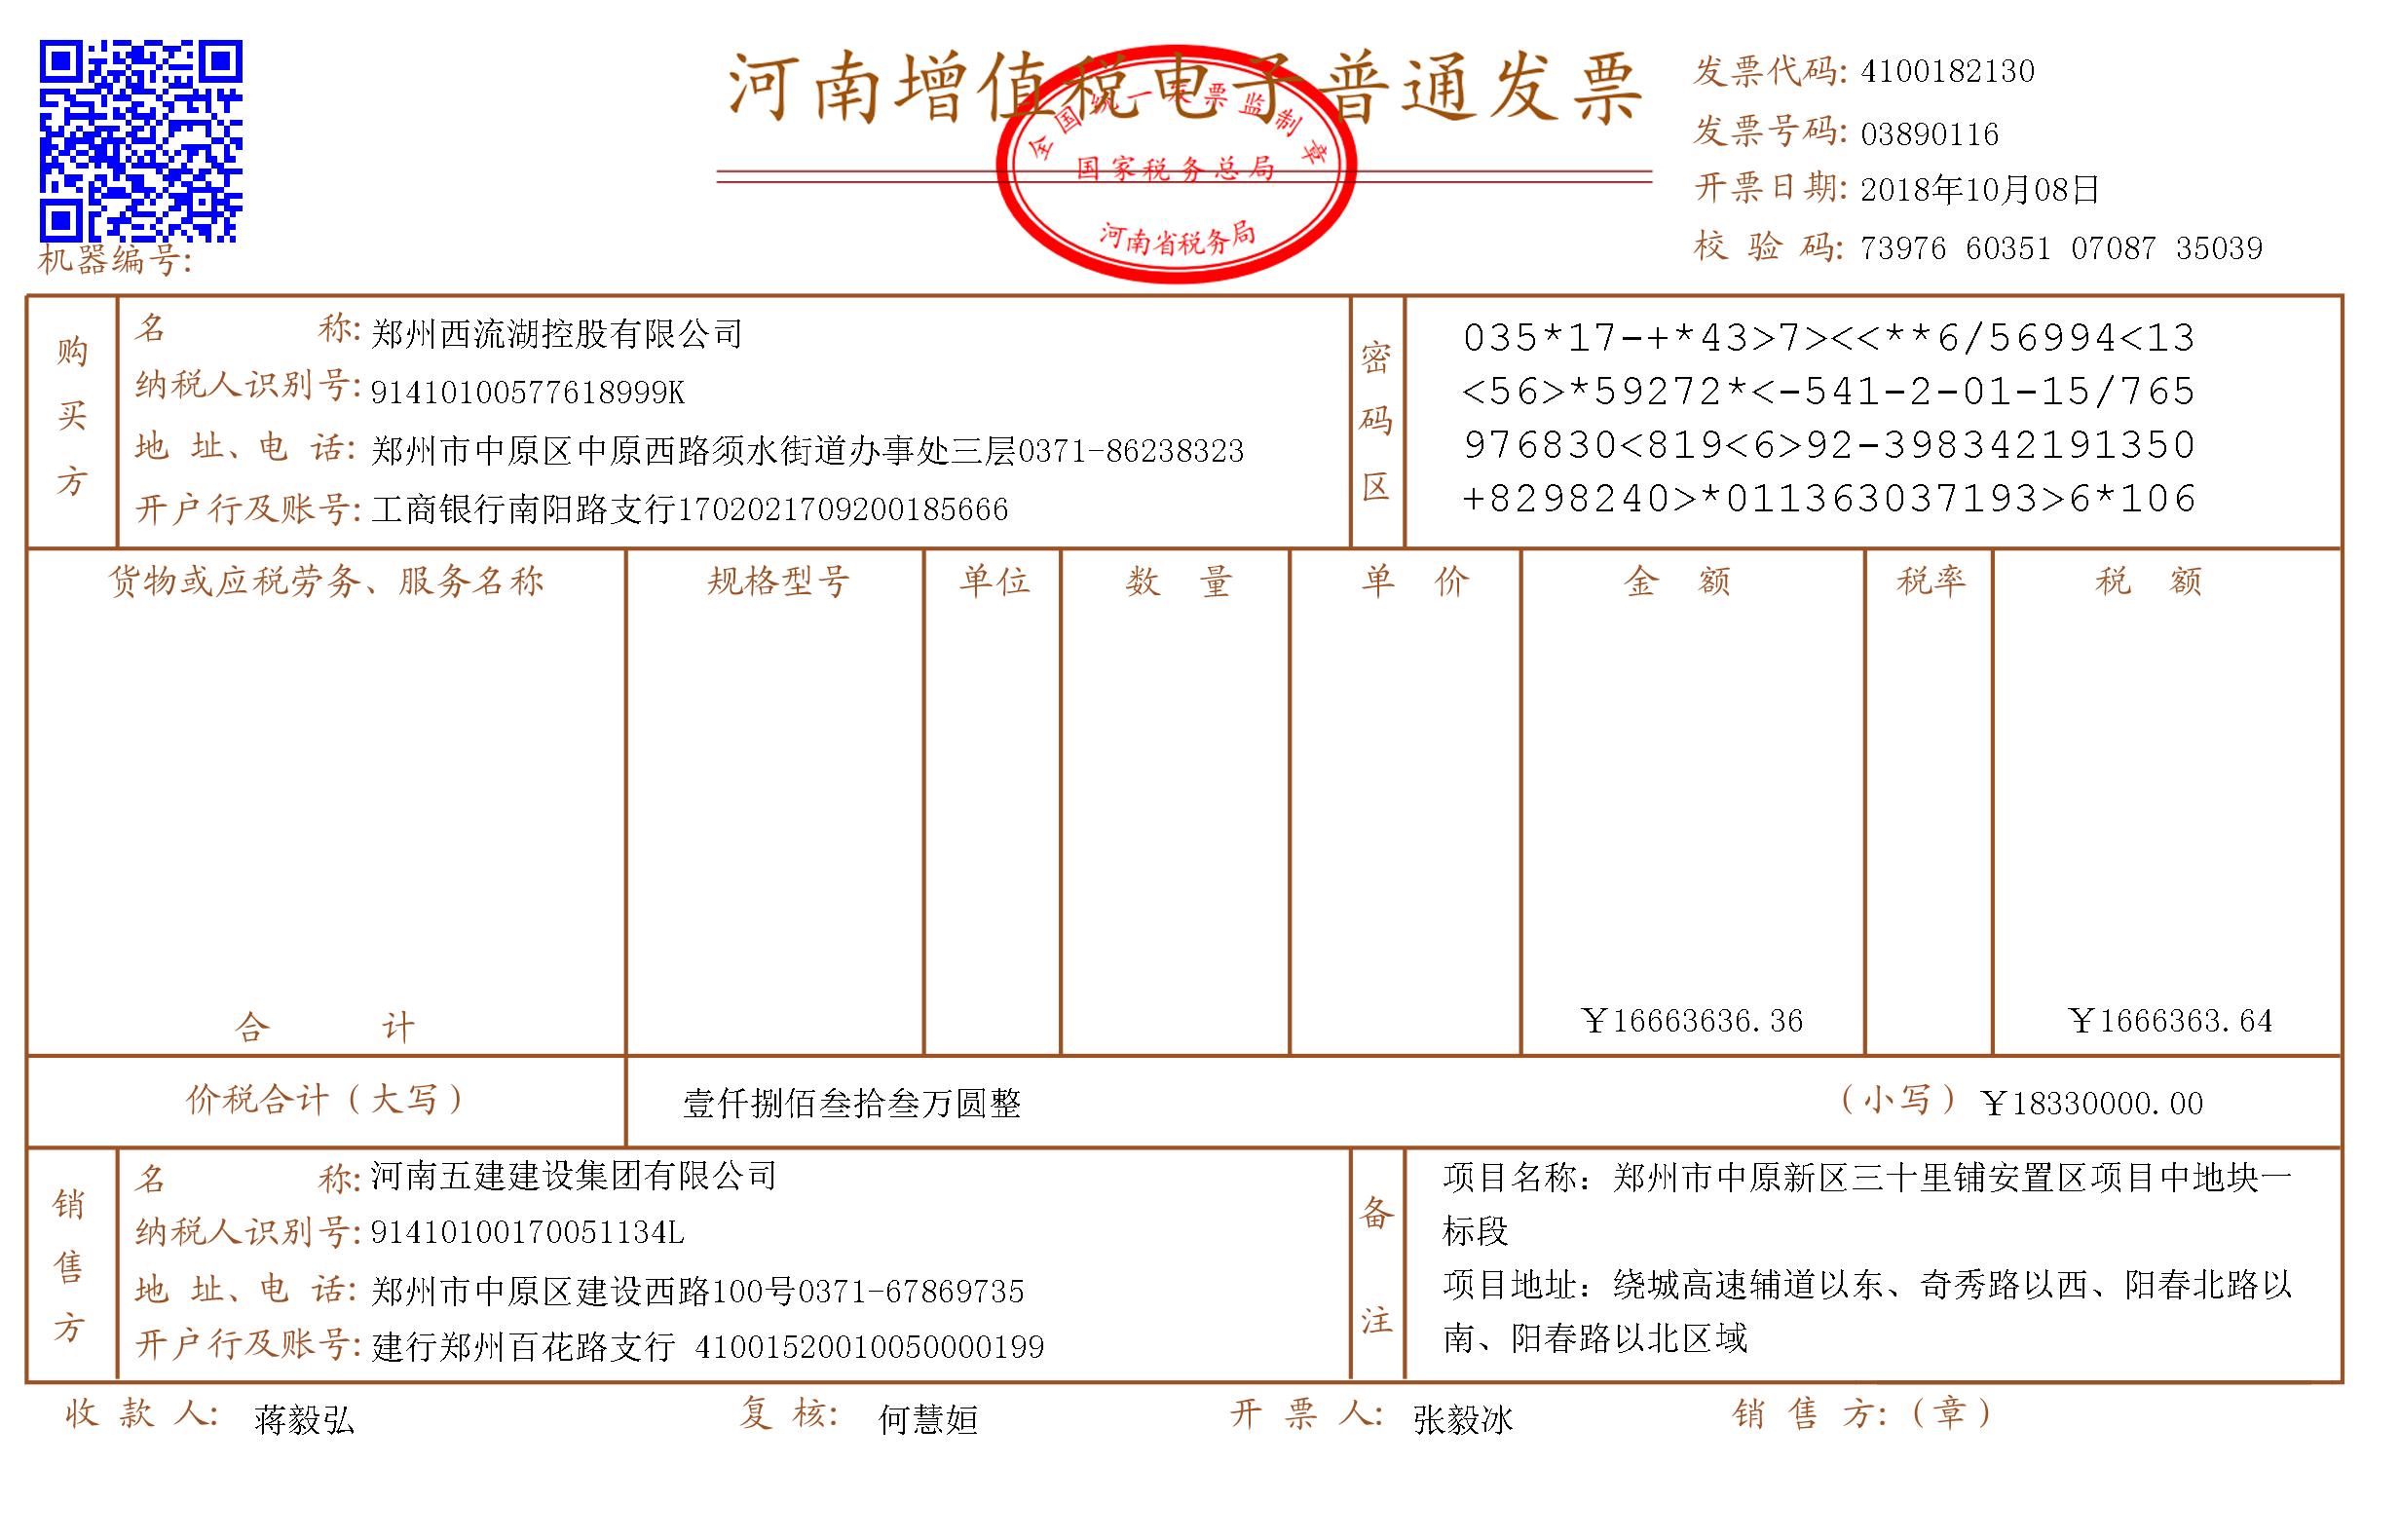 河南增值税电子普通发票
全国统一发票监制章
国家税务总局
河南省税务局
发票代码: 4100182130
发票号码: 03890116
开票日期: 2018年10月08日
校 验 码: 73976 60351 07087 35039
机器编号:
购买方
名 称: 郑州西流湖控股有限公司
纳税人识别号: 91410100577618999K
地 址、电 话: 郑州市中原区中原西路须水街道办事处三层0371-86238323
开户行及账号: 工商银行南阳路支行1702021709200185666
密码区
035*17-+*43>7><<**6/56994<13
<56>*59272*<-541-2-01-15/765
976830<819<6>92-398342191350
+8298240>*011363037193>6*106
货物或应税劳务、服务名称 规格型号 单位 数 量 单 价 金 额 税率 税 额
合 计 ￥16663636.36 ￥1666363.64
价税合计（大写） 壹仟捌佰叁拾叁万圆整 （小写）￥18330000.00
销售方
名 称: 河南五建建设集团有限公司
纳税人识别号: 91410100170051134L
地 址、电 话: 郑州市中原区建设西路100号0371-67869735
开户行及账号: 建行郑州百花路支行 41001520010050000199
备注
项目名称：郑州市中原新区三十里铺安置区项目中地块一
标段
项目地址：绕城高速辅道以东、奇秀路以西、阳春北路以
南、阳春路以北区域
收 款 人: 蒋毅弘 复 核: 何慧姮 开 票 人: 张毅冰 销 售 方:（章）